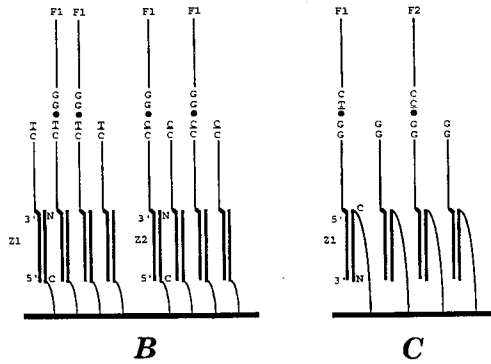 F1 F1 F1 F1 F1 F2
G G G G C C
G G G G T C
T T T T C C C C G G G G
C C C C C C C C G G G G
3' N 3' N 5' C
Z1 Z2 Z1
5' C 5' C 3' N
B C